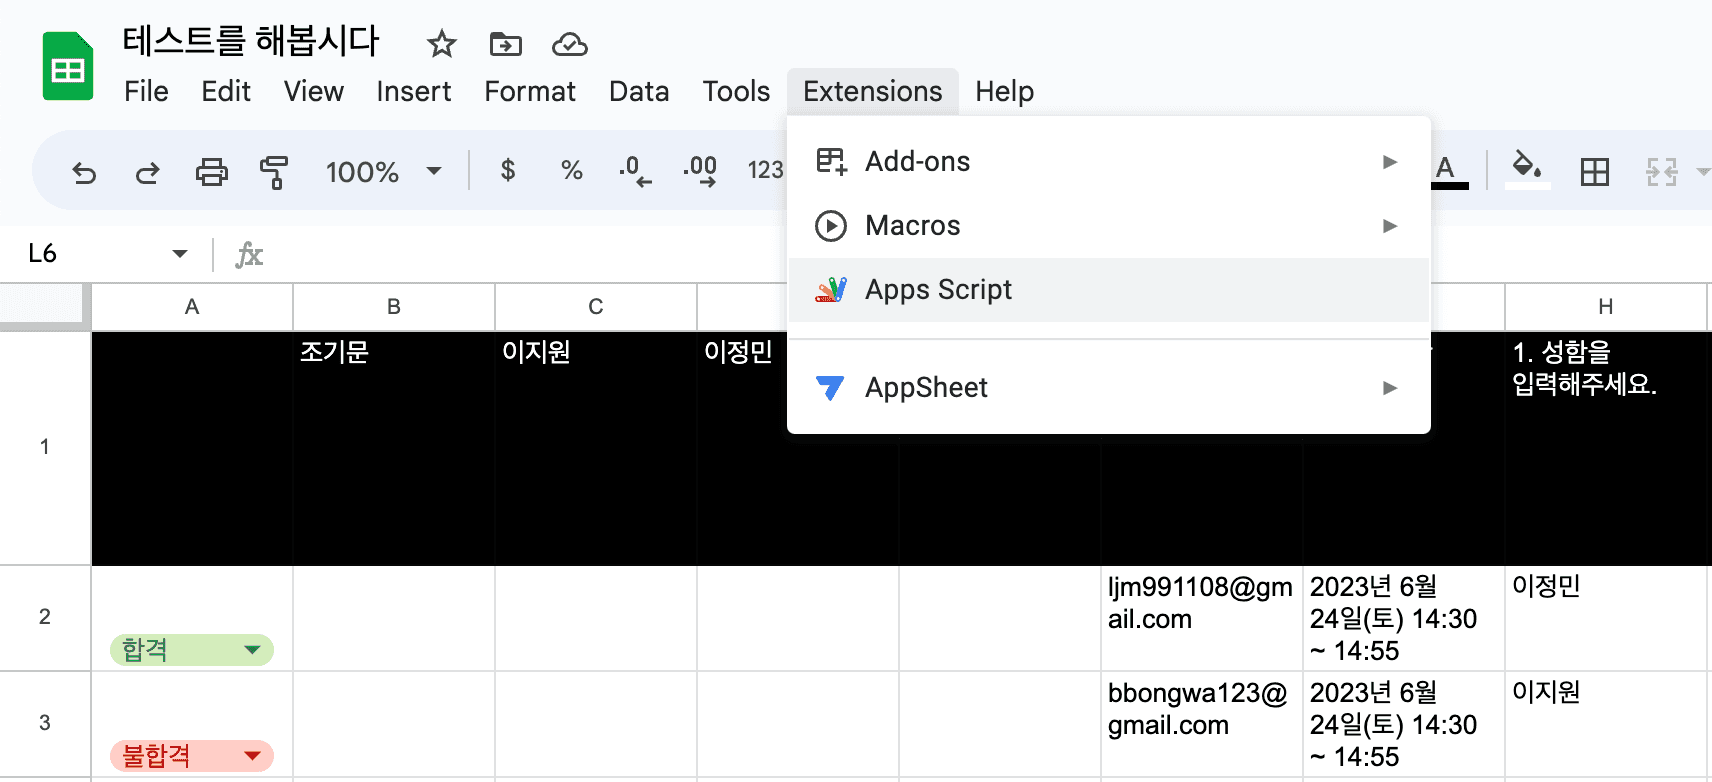 테스트를 해봅시다
File Edit View Insert Format Data Tools Extensions Help
100% $ % .0 .00 123 A
Add-ons
Macros
Apps Script
AppSheet
L6 fx
A B C H
1 조기문 이지원 이정민
1. 성함을
입력해주세요.
2
합격
ljm991108@gm
ail.com
2023년 6월
24일(토) 14:30
~ 14:55
이정민
3
불합격
bbongwa123@
gmail.com
2023년 6월
24일(토) 14:30
~ 14:55
이지원